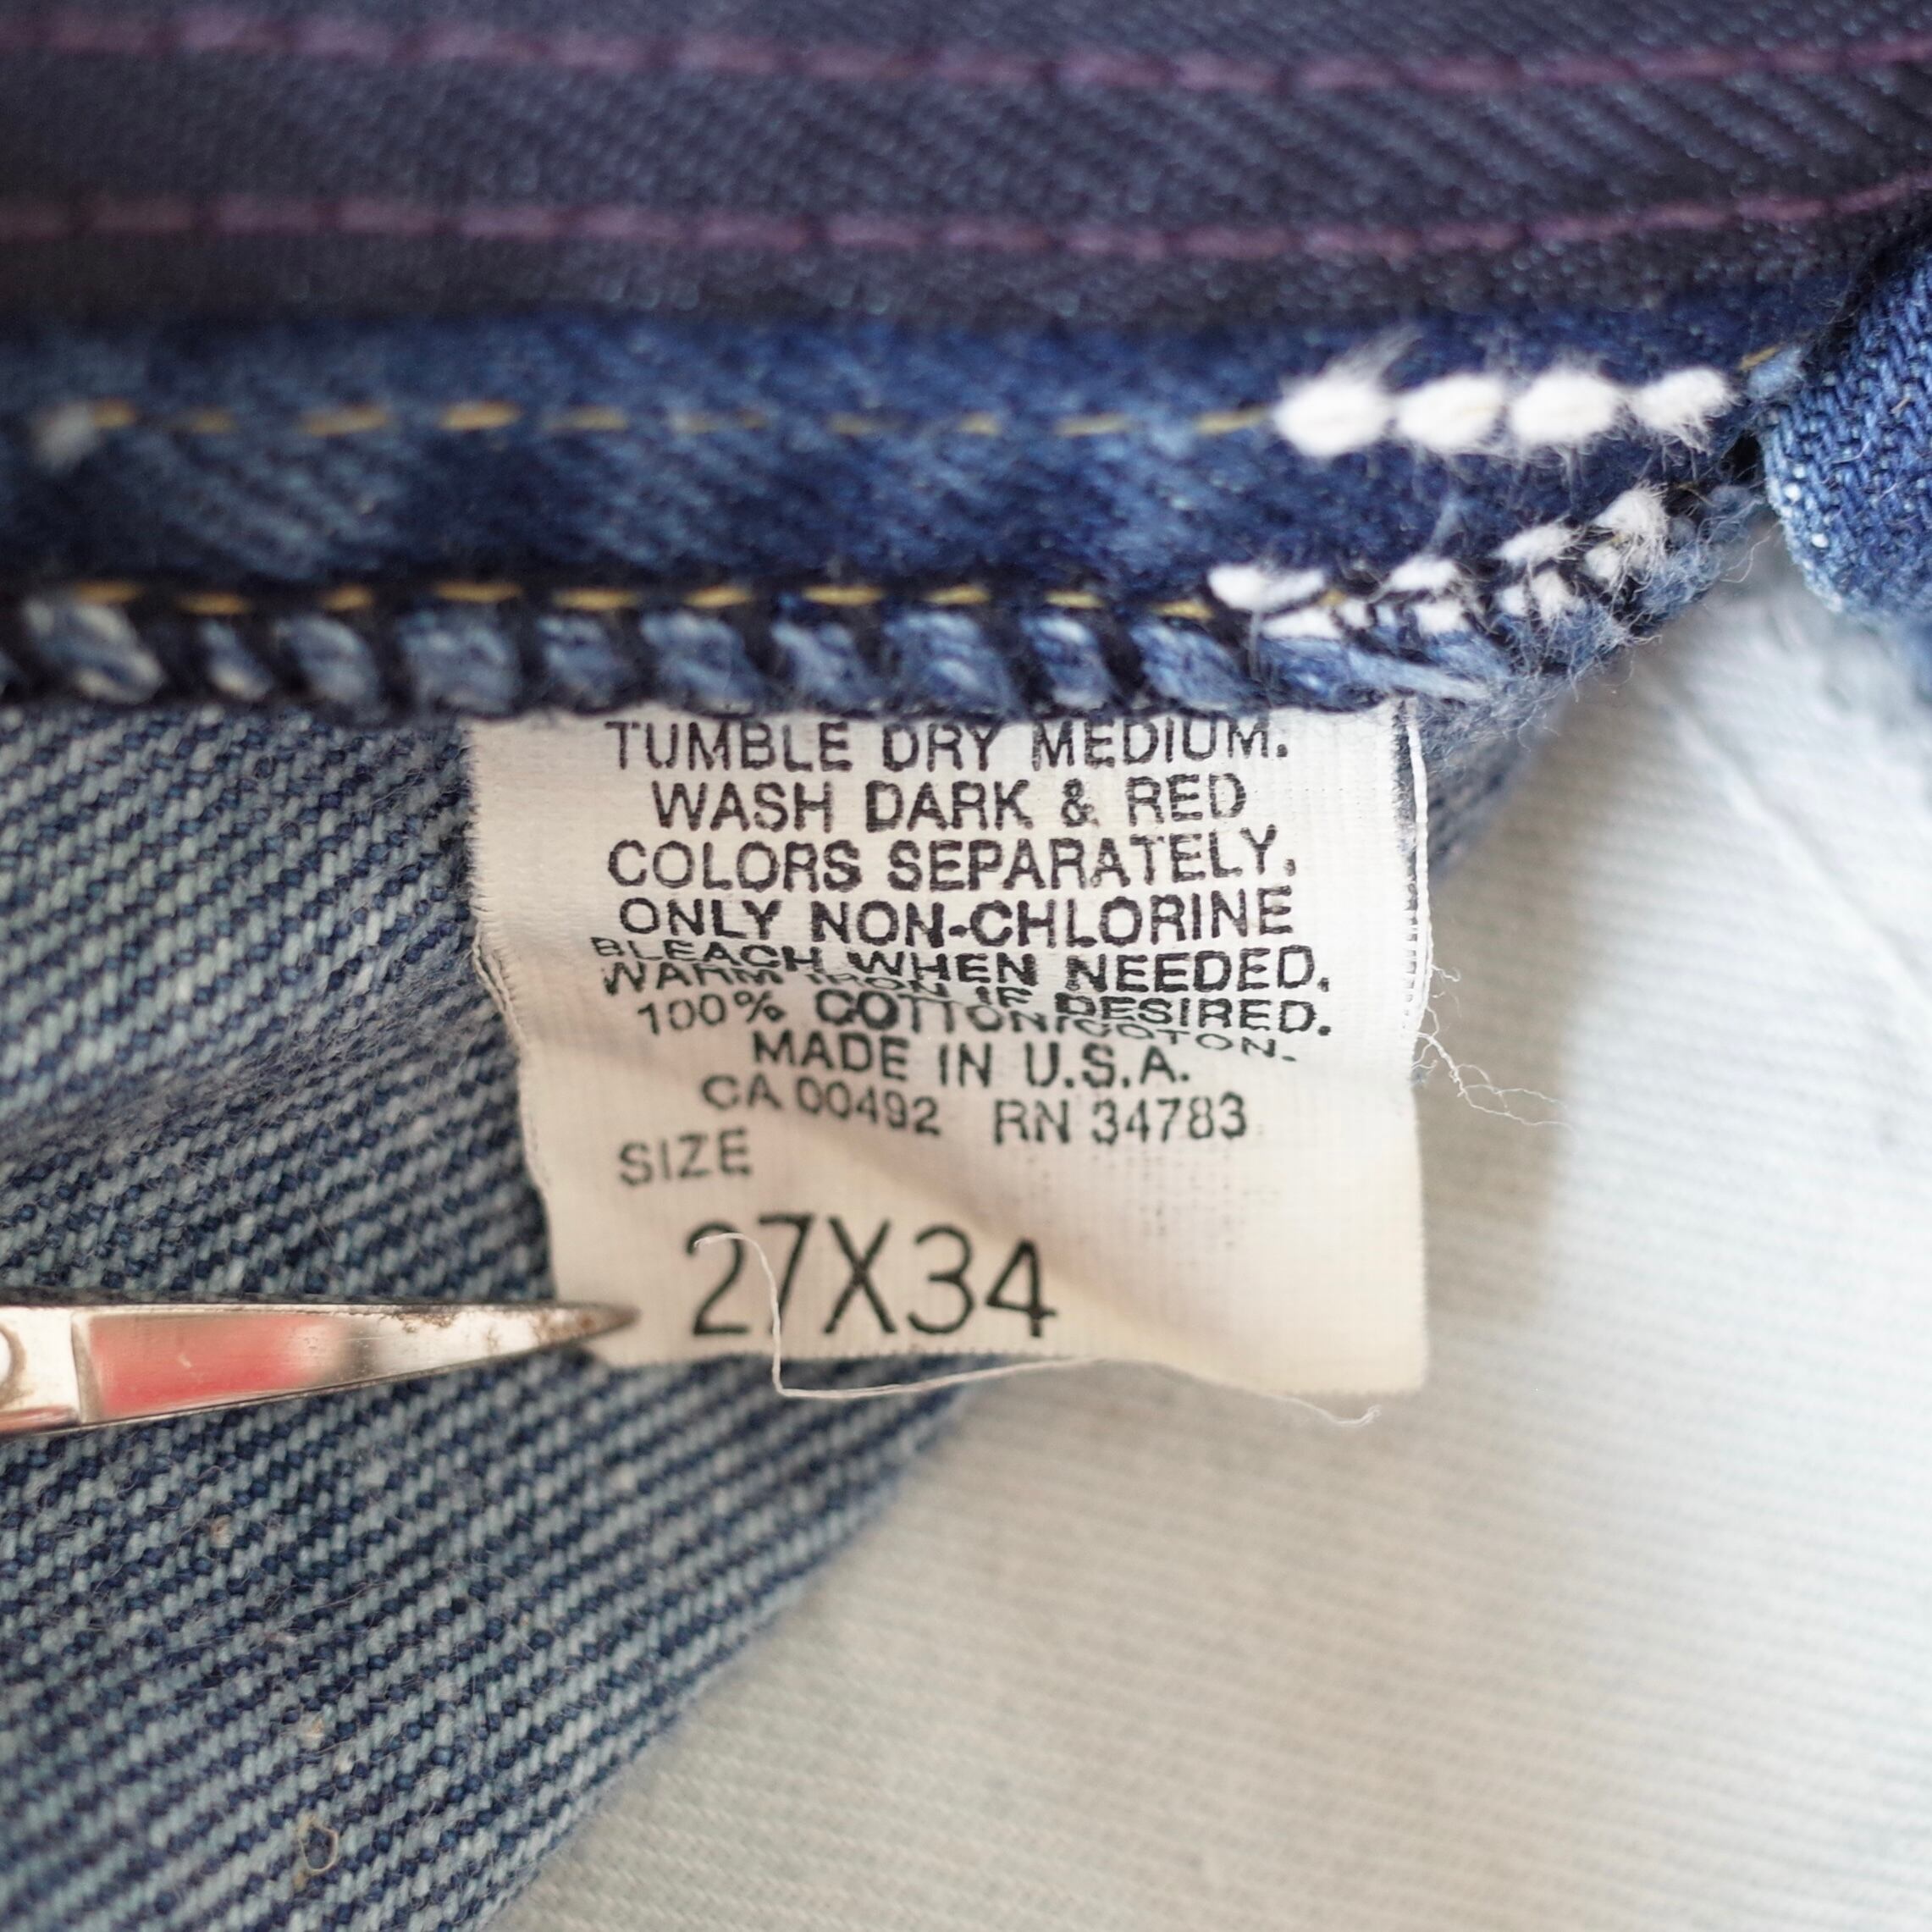 TUMBLE DRY MEDIUM.
WASH DARK & RED
COLORS SEPARATELY.
ONLY NON-CHLORINE
BLEACH WHEN NEEDED.
WARM IRON IF DESIRED.
100% COTTON/COTON.
MADE IN U.S.A.
CA 00492 RN 34783
SIZE
27X34